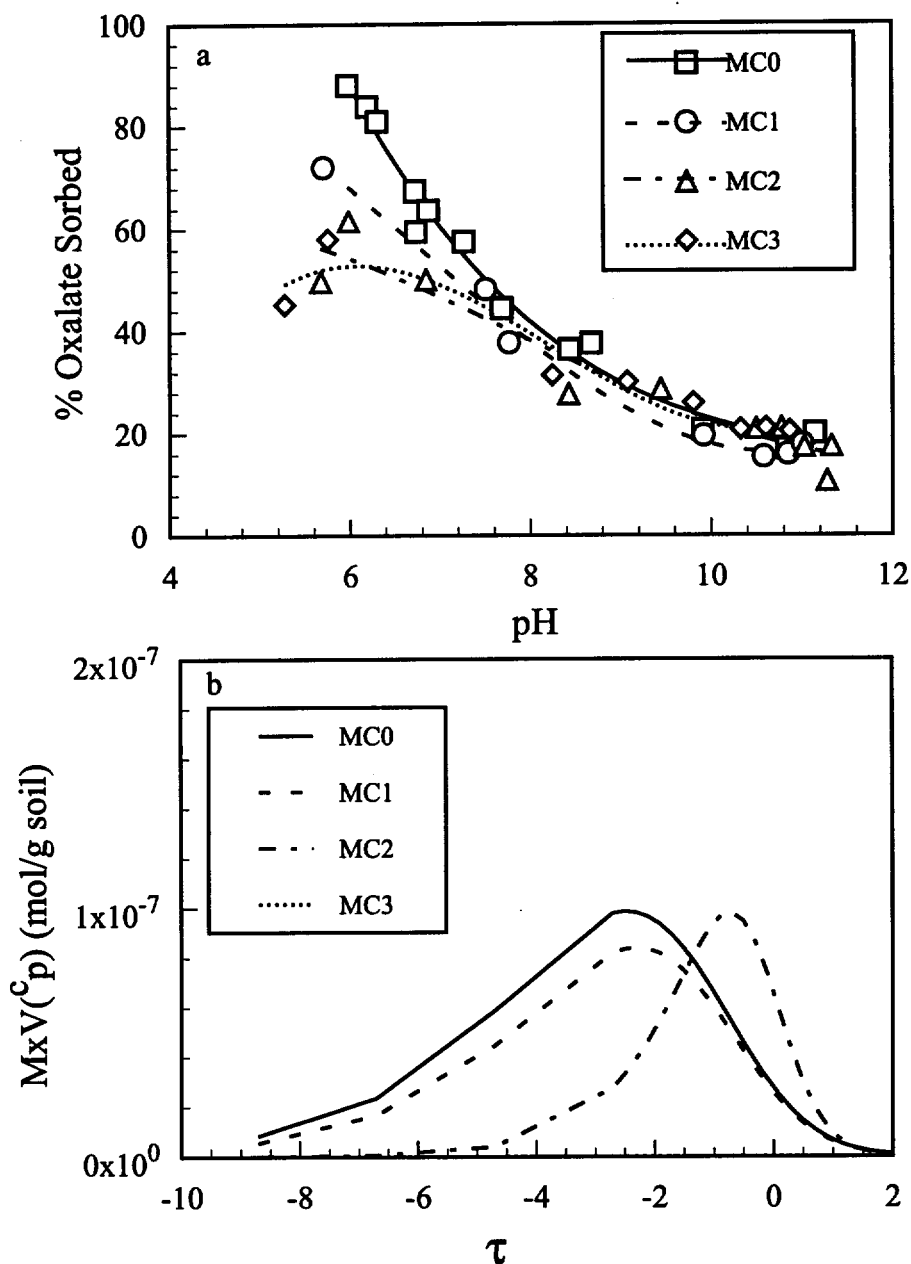 a
100
80
60
40
20
0
% Oxalate Sorbed
MC0
MC1
MC2
MC3
4 6 8 10 12
pH
b
2x10⁻⁷
1x10⁻⁷
0x10⁰
MxV(ᶜp) (mol/g soil)
MC0
MC1
MC2
MC3
-10 -8 -6 -4 -2 0 2
τ